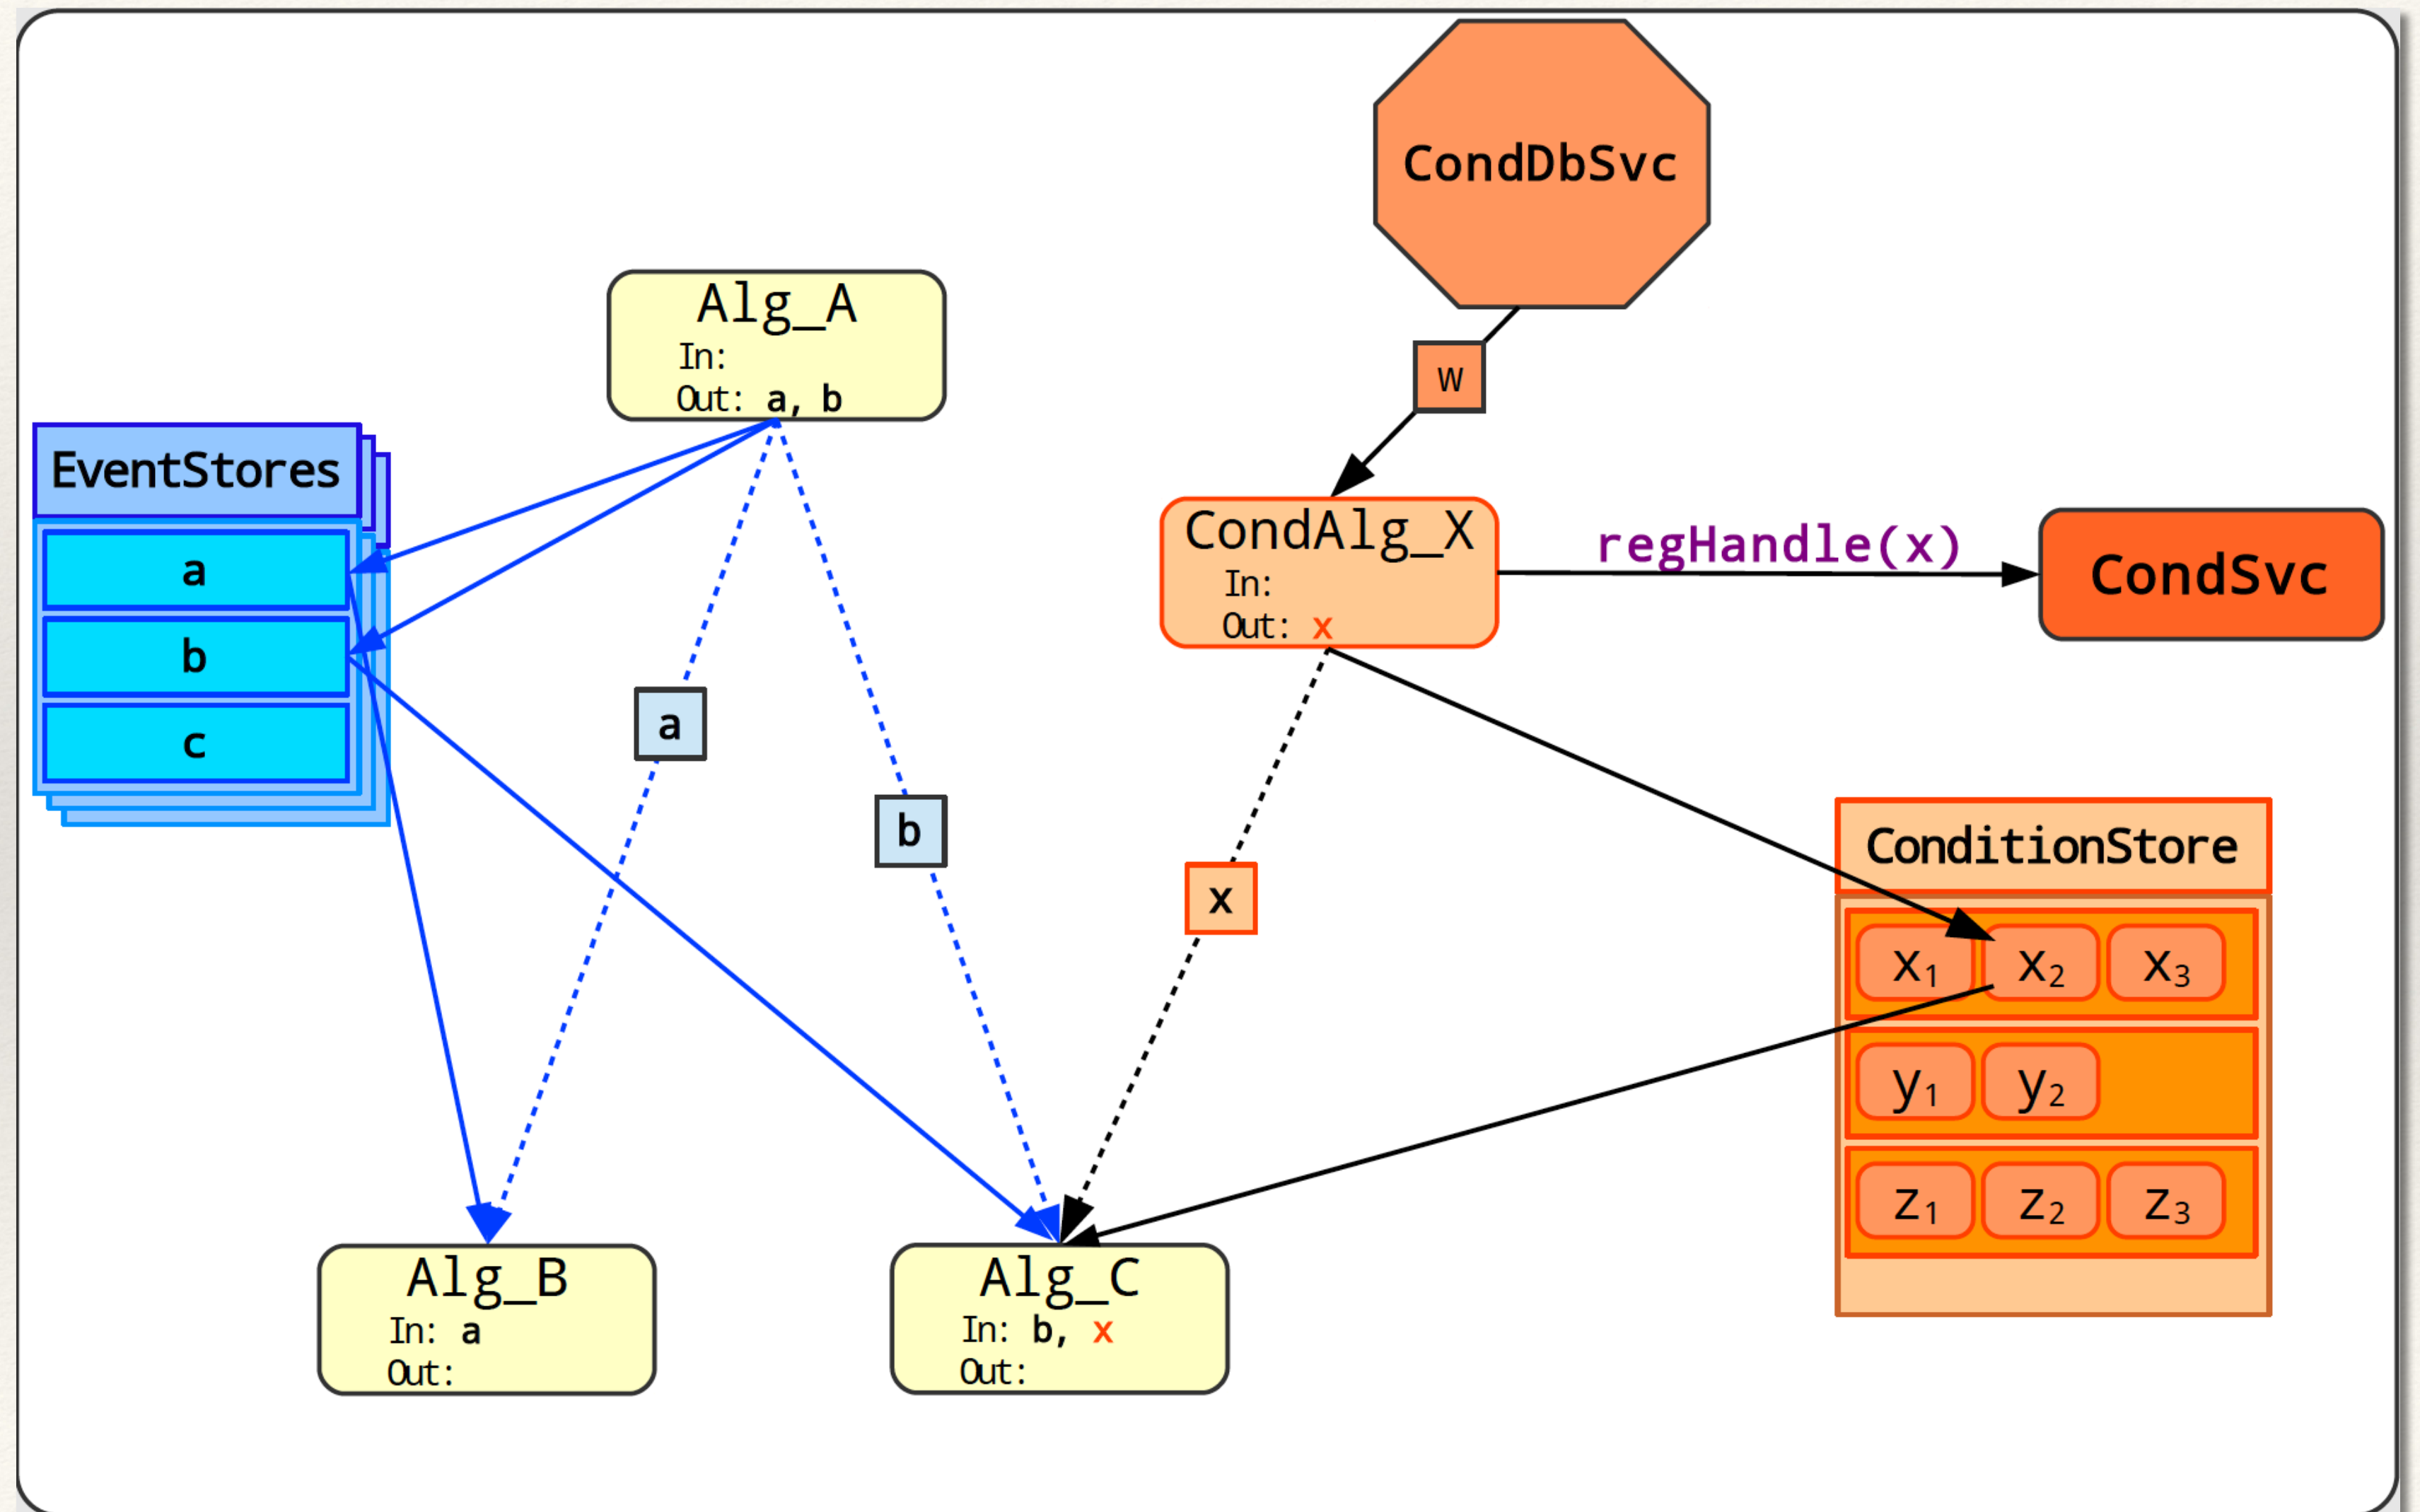 CondDbSvc
w
Alg_A
In:
Out: a, b
EventStores
a
b
c
a
b
CondAlg_X
In:
Out: x
regHandle(x)
CondSvc
x
ConditionStore
x₁ x₂ x₃
y₁ y₂
z₁ z₂ z₃
Alg_B
In: a
Out:
Alg_C
In: b, x
Out: